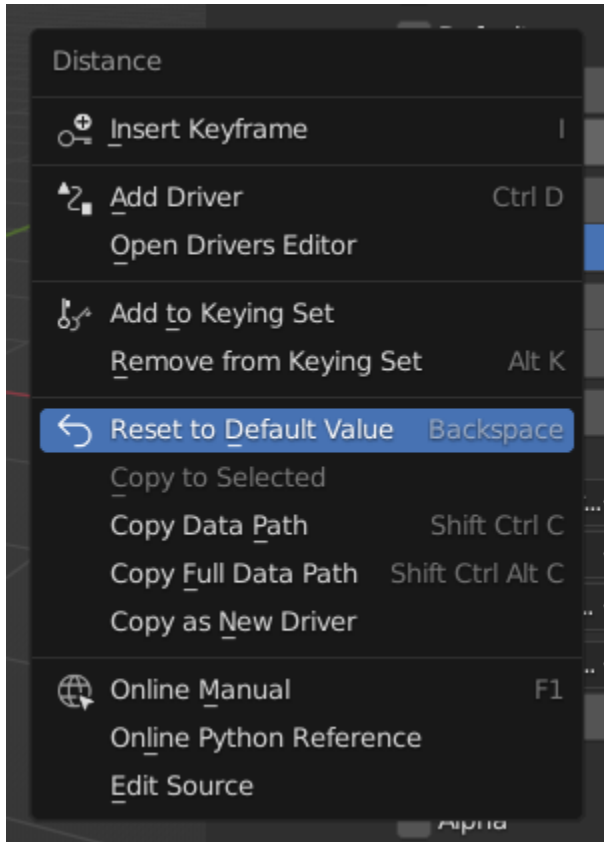 Distance
Insert Keyframe I
Add Driver Ctrl D
Open Drivers Editor
Add to Keying Set
Remove from Keying Set Alt K
Reset to Default Value Backspace
Copy to Selected
Copy Data Path Shift Ctrl C
Copy Full Data Path Shift Ctrl Alt C
Copy as New Driver
Online Manual F1
Online Python Reference
Edit Source
Alpha